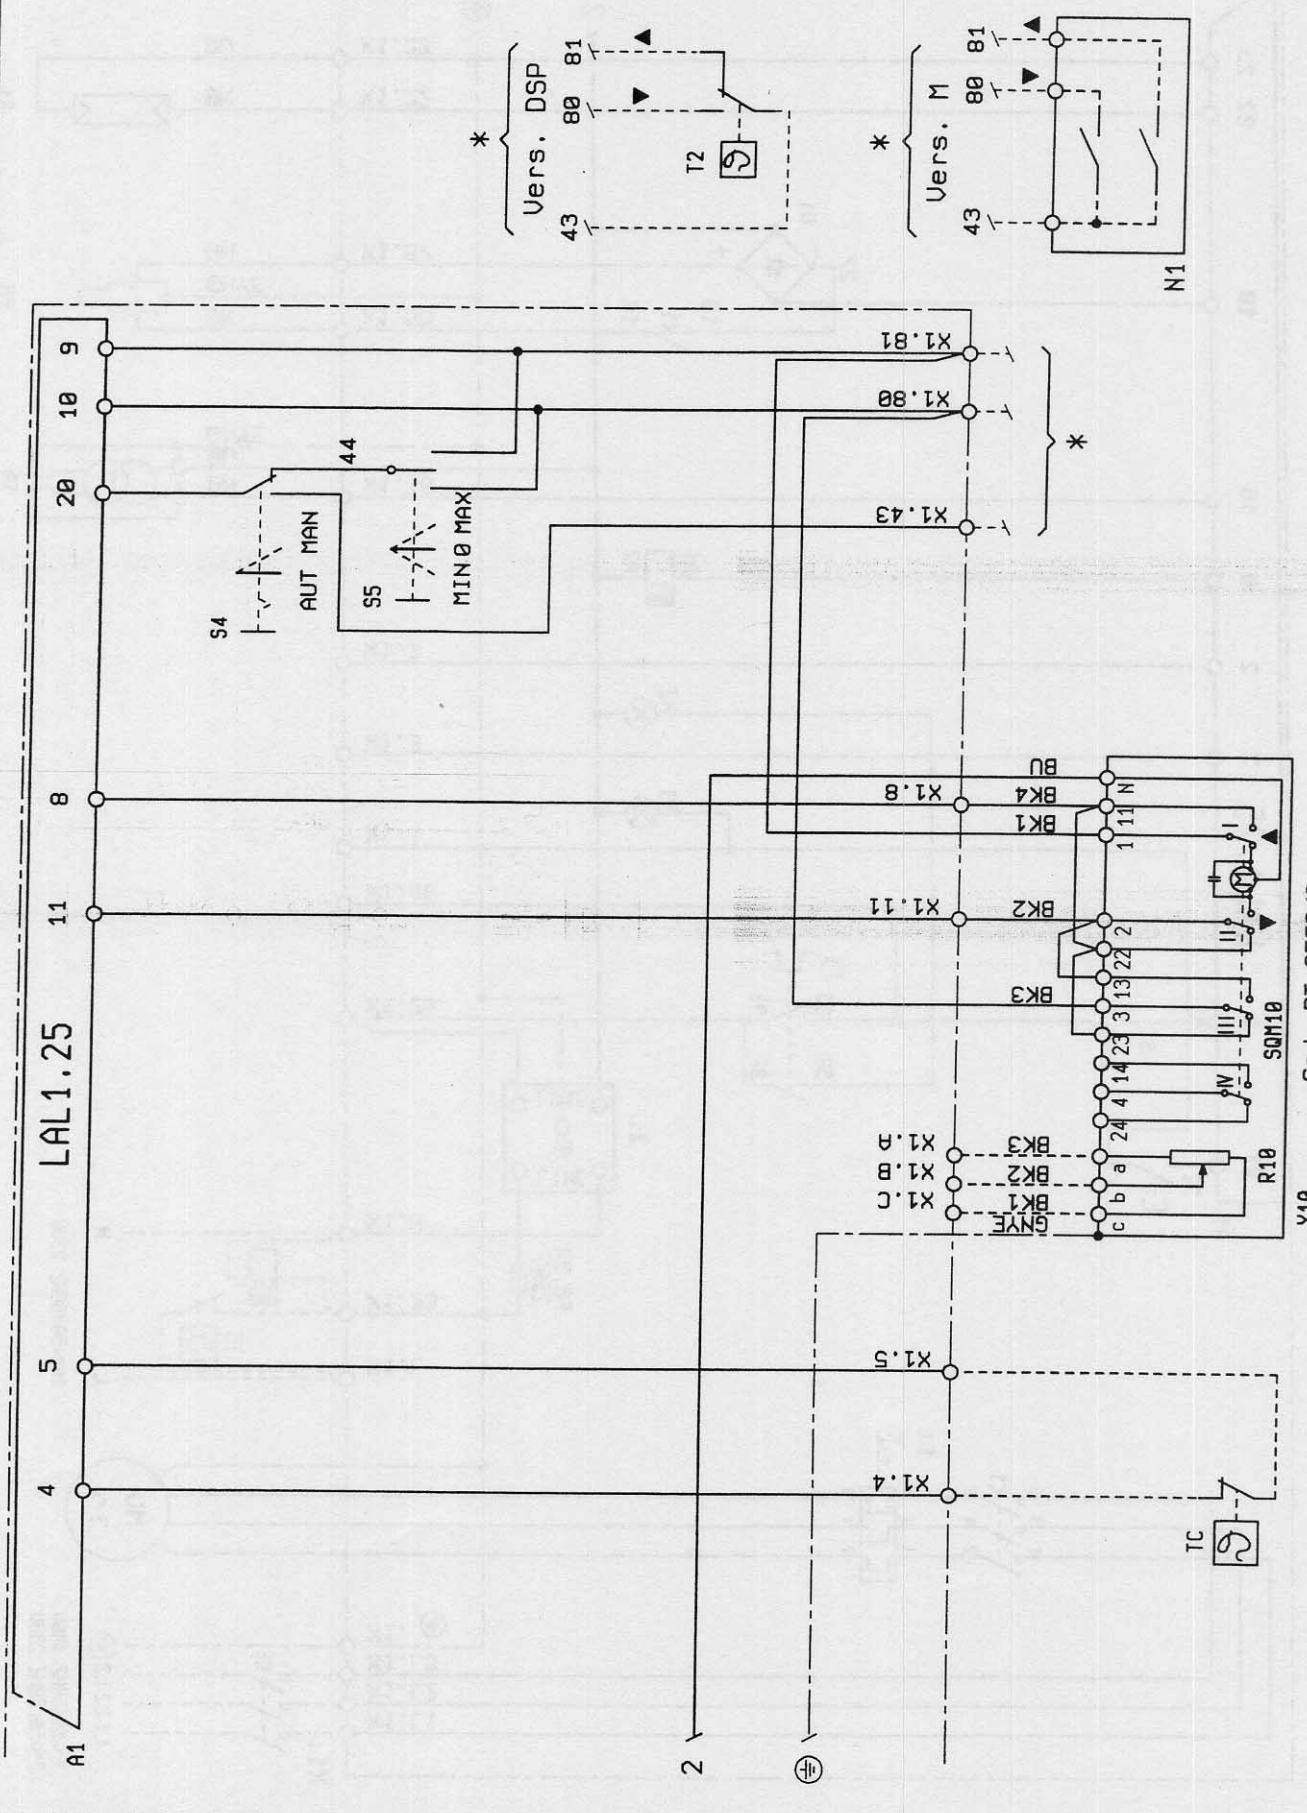 A1
4
5
LAL1.25
11
8
20
10
9
S4
AUT MAN
S5
MIN 0 MAX
44
2
X1.4
X1.5
X1.C
X1.B
X1.A
X1.11
X1.8
X1.43
X1.80
X1.81
*
GNYE
BK1
BK2
BK3
BK3
BK2
BK1
BK4
BU
c
b
a
24
4
14
23
3
13
22
2
1
11
N
IV
III
II
I
M
R10
SQM10
TC
*
Vers. DSP
43
80
81
T2
*
Vers. M
43
80
81
N1